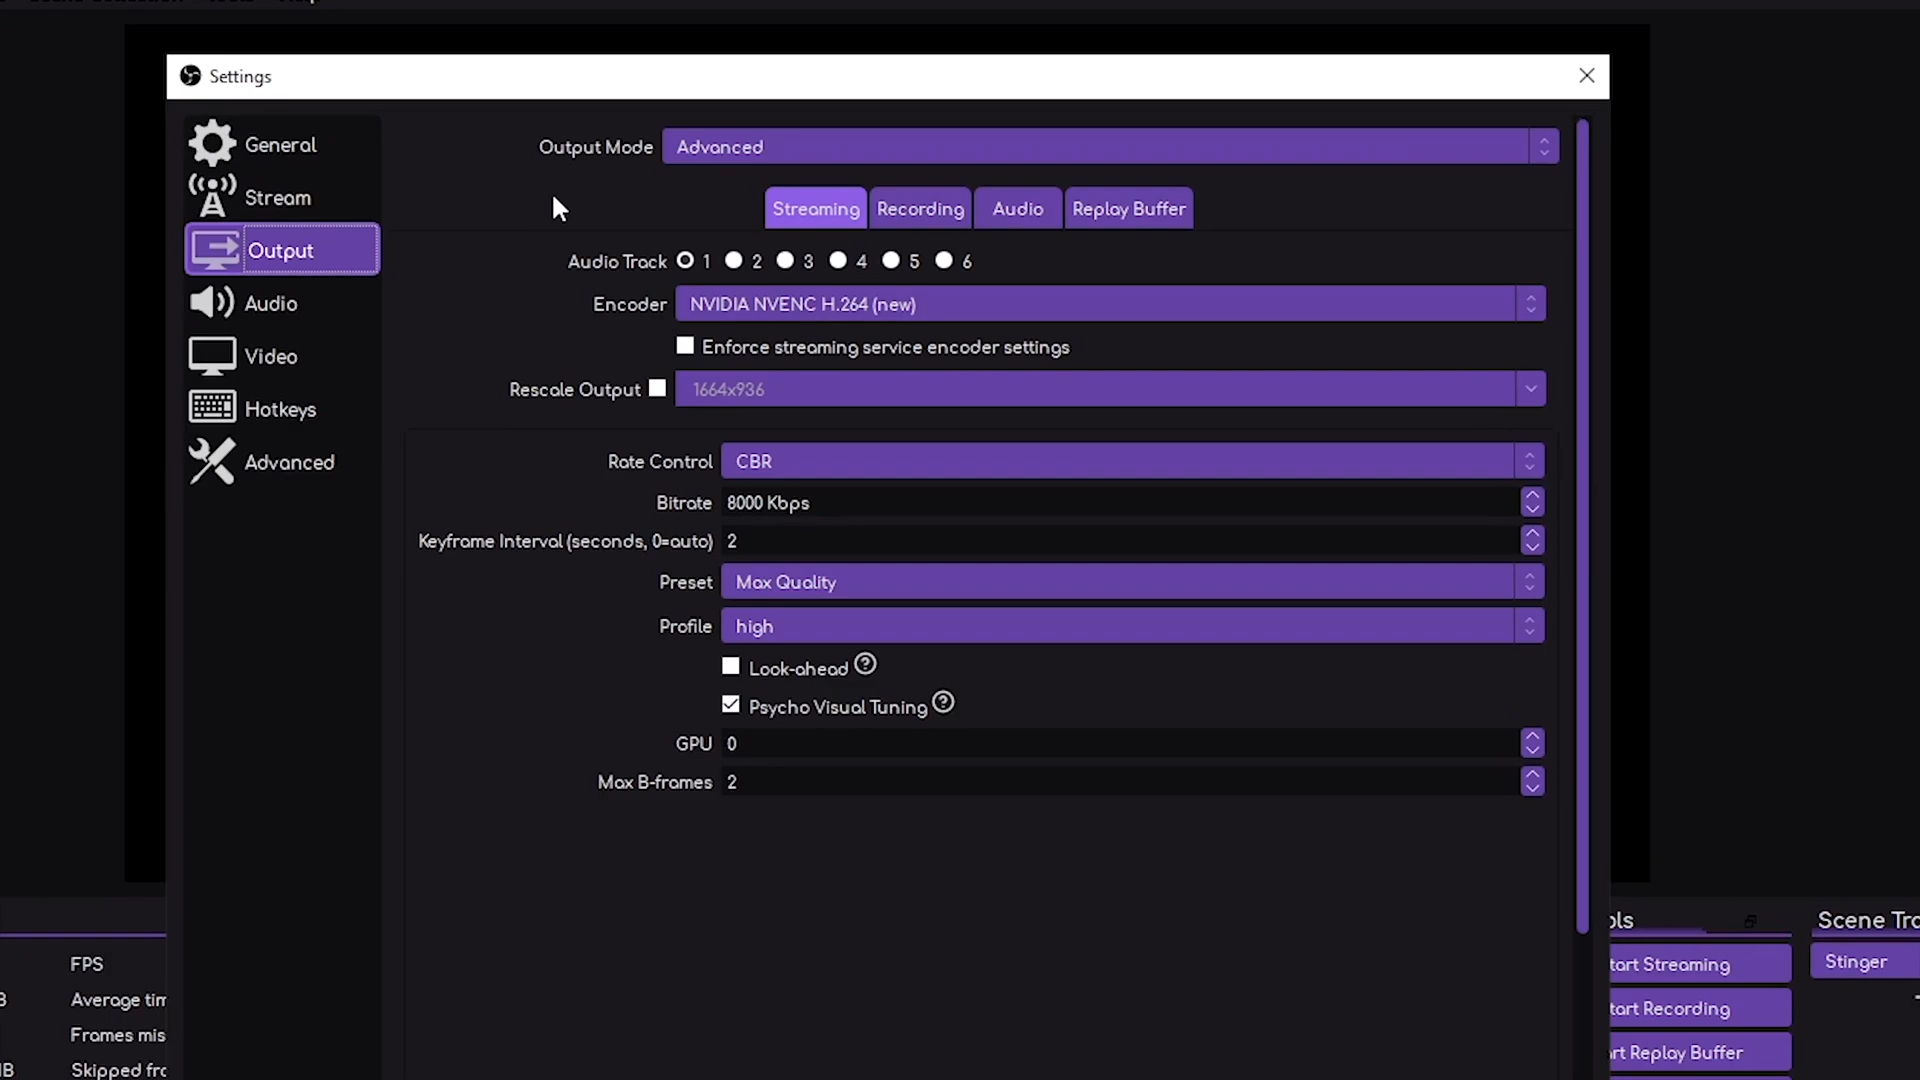 Settings
General
Stream
Output
Audio
Video
Hotkeys
Advanced
Output Mode Advanced
Streaming Recording Audio Replay Buffer
Audio Track 1 2 3 4 5 6
Encoder NVIDIA NVENC H.264 (new)
Enforce streaming service encoder settings
Rescale Output 1664x936
Rate Control CBR
Bitrate 8000 Kbps
Keyframe Interval (seconds, 0=auto) 2
Preset Max Quality
Profile high
Look-ahead ?
Psycho Visual Tuning ?
GPU 0
Max B-frames 2
FPS
Average tim
Frames mis
Skipped fra
ols
tart Streaming
tart Recording
rt Replay Buffer
Scene Tra
Stinger